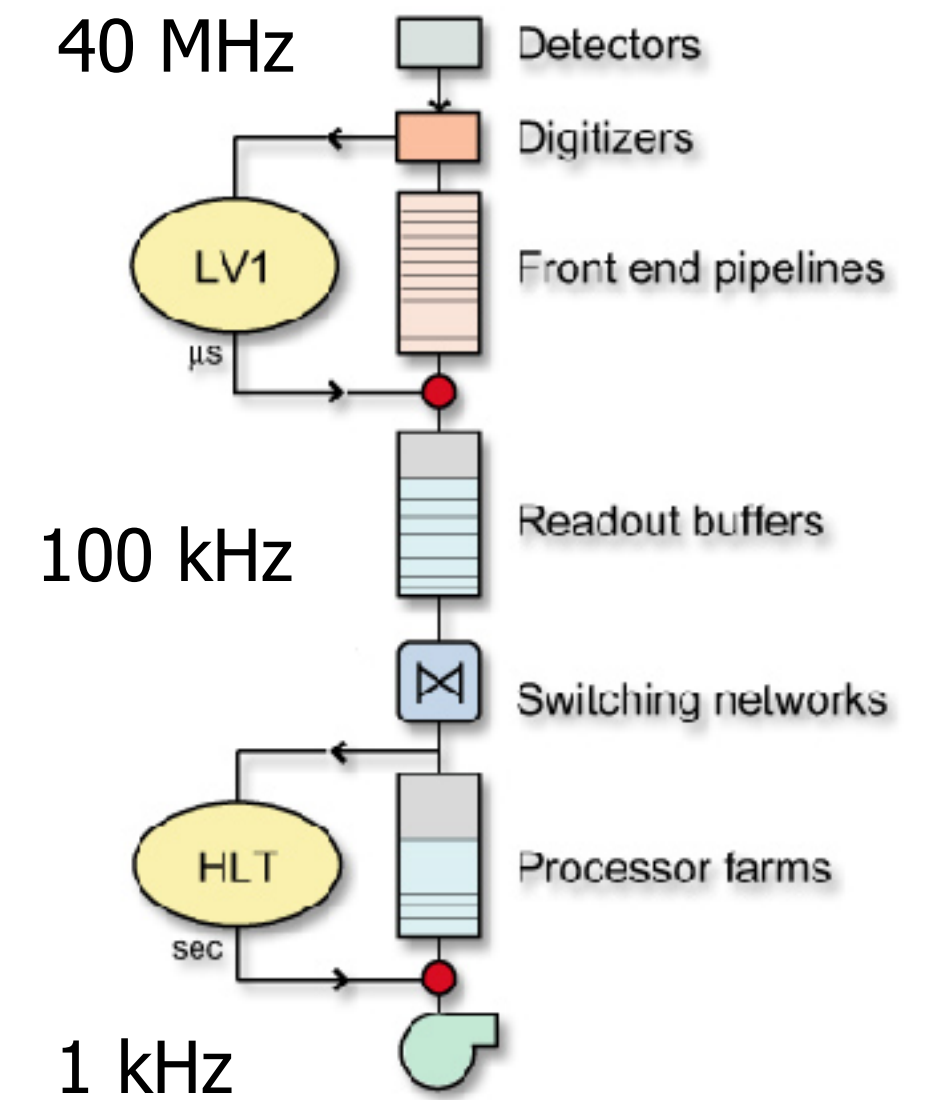 40 MHz
Detectors
Digitizers
LV1
Front end pipelines
µs
Readout buffers
100 kHz
Switching networks
HLT
Processor farms
sec
1 kHz